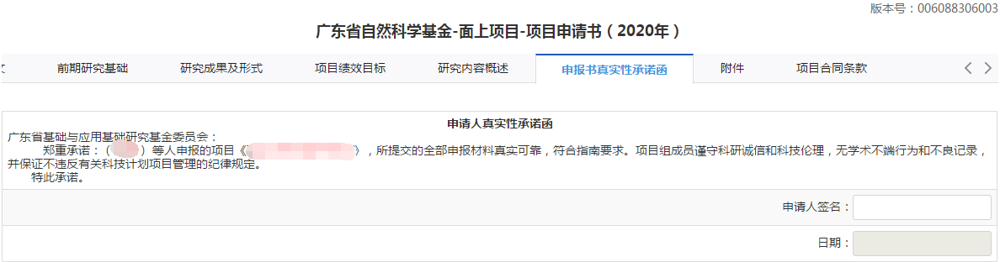 版本号：006088306003
广东省自然科学基金-面上项目-项目申请书（2020年）
前期研究基础 研究成果及形式 项目绩效目标 研究内容概述 申报书真实性承诺函 附件 项目合同条款
申请人真实性承诺函
广东省基础与应用基础研究基金委员会：
郑重承诺：（ ）等人申报的项目《 》，所提交的全部申报材料真实可靠，符合指南要求。项目组成员谨守科研诚信和科技伦理，无学术不端行为和不良记录，
并保证不违反有关科技计划项目管理的纪律规定。
特此承诺。
申请人签名：
日期：